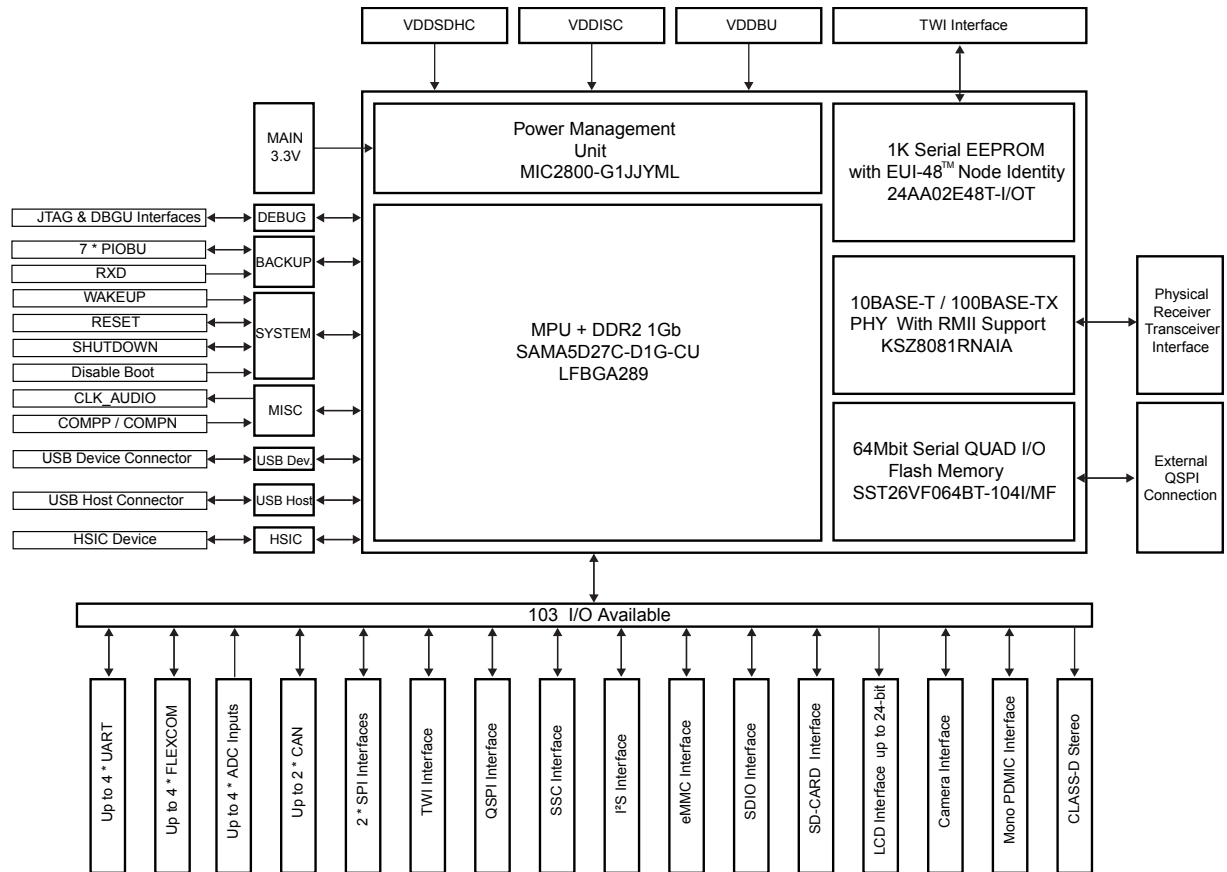 VDDSDHC
VDDISC
VDDBU
TWI Interface
MAIN
3.3V
Power Management
Unit
MIC2800-G1JJYML
1K Serial EEPROM
with EUI-48™ Node Identity
24AA02E48T-I/OT
JTAG & DBGU Interfaces
DEBUG
7 * PIOBU
RXD
BACKUP
WAKEUP
RESET
SHUTDOWN
Disable Boot
SYSTEM
CLK_AUDIO
COMPP / COMPN
MISC
USB Device Connector
USB Dev.
USB Host Connector
USB Host
HSIC Device
HSIC
MPU + DDR2 1Gb
SAMA5D27C-D1G-CU
LFBGA289
10BASE-T / 100BASE-TX
PHY With RMII Support
KSZ8081RNAIA
Physical
Receiver
Transceiver
Interface
64Mbit Serial QUAD I/O
Flash Memory
SST26VF064BT-104I/MF
External
QSPI
Connection
103 I/O Available
Up to 4 * UART
Up to 4 * FLEXCOM
Up to 4 * ADC Inputs
Up to 2 * CAN
2 * SPI Interfaces
TWI Interface
QSPI Interface
SSC Interface
I²S Interface
eMMC Interface
SDIO Interface
SD-CARD Interface
LCD Interface up to 24-bit
Camera Interface
Mono PDMIC Interface
CLASS-D Stereo